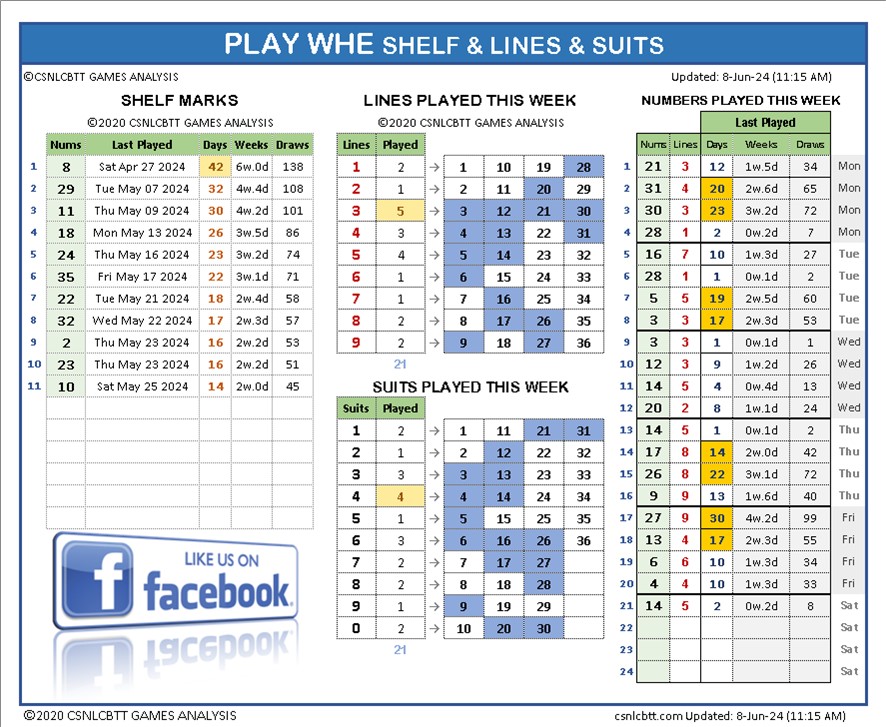 PLAY WHE SHELF & LINES & SUITS
©CSNLCBTT GAMES ANALYSIS
Updated: 8-Jun-24 (11:15 AM)
SHELF MARKS
©2020 CSNLCBTT GAMES ANALYSIS
Nums Last Played Days Weeks Draws
1 8 Sat Apr 27 2024 42 6w.0d 138
2 29 Tue May 07 2024 32 4w.4d 108
3 11 Thu May 09 2024 30 4w.2d 101
4 18 Mon May 13 2024 26 3w.5d 86
5 24 Thu May 16 2024 23 3w.2d 74
6 35 Fri May 17 2024 22 3w.1d 71
7 22 Tue May 21 2024 18 2w.4d 58
8 32 Wed May 22 2024 17 2w.3d 57
9 2 Thu May 23 2024 16 2w.2d 53
10 23 Thu May 23 2024 16 2w.2d 51
11 10 Sat May 25 2024 14 2w.0d 45
LIKE US ON
facebook
LINES PLAYED THIS WEEK
©2020 CSNLCBTT GAMES ANALYSIS
Lines Played
1 2 → 1 10 19 28
2 1 → 2 11 20 29
3 5 → 3 12 21 30
4 3 → 4 13 22 31
5 4 → 5 14 23 32
6 1 → 6 15 24 33
7 1 → 7 16 25 34
8 2 → 8 17 26 35
9 2 → 9 18 27 36
21
SUITS PLAYED THIS WEEK
Suits Played
1 2 → 1 11 21 31
2 1 → 2 12 22 32
3 3 → 3 13 23 33
4 4 → 4 14 24 34
5 1 → 5 15 25 35
6 3 → 6 16 26 36
7 2 → 7 17 27
8 2 → 8 18 28
9 1 → 9 19 29
0 2 → 10 20 30
21
NUMBERS PLAYED THIS WEEK
Last Played
Nums Lines Days Weeks Draws
1 21 3 12 1w.5d 34 Mon
2 31 4 20 2w.6d 65 Mon
3 30 3 23 3w.2d 72 Mon
4 28 1 2 0w.2d 7 Mon
5 16 7 10 1w.3d 27 Tue
6 28 1 1 0w.1d 2 Tue
7 5 5 19 2w.5d 60 Tue
8 3 3 17 2w.3d 53 Tue
9 3 3 1 0w.1d 1 Wed
10 12 3 9 1w.2d 26 Wed
11 14 5 4 0w.4d 13 Wed
12 20 2 8 1w.1d 24 Wed
13 14 5 1 0w.1d 2 Thu
14 17 8 14 2w.0d 42 Thu
15 26 8 22 3w.1d 72 Thu
16 9 9 13 1w.6d 40 Thu
17 27 9 30 4w.2d 99 Fri
18 13 4 17 2w.3d 55 Fri
19 6 6 10 1w.3d 34 Fri
20 4 4 10 1w.3d 33 Fri
21 14 5 2 0w.2d 8 Sat
22 Sat
23 Sat
24 Sat
©2020 CSNLCBTT GAMES ANALYSIS
csnlcbtt.com Updated: 8-Jun-24 (11:15 AM)